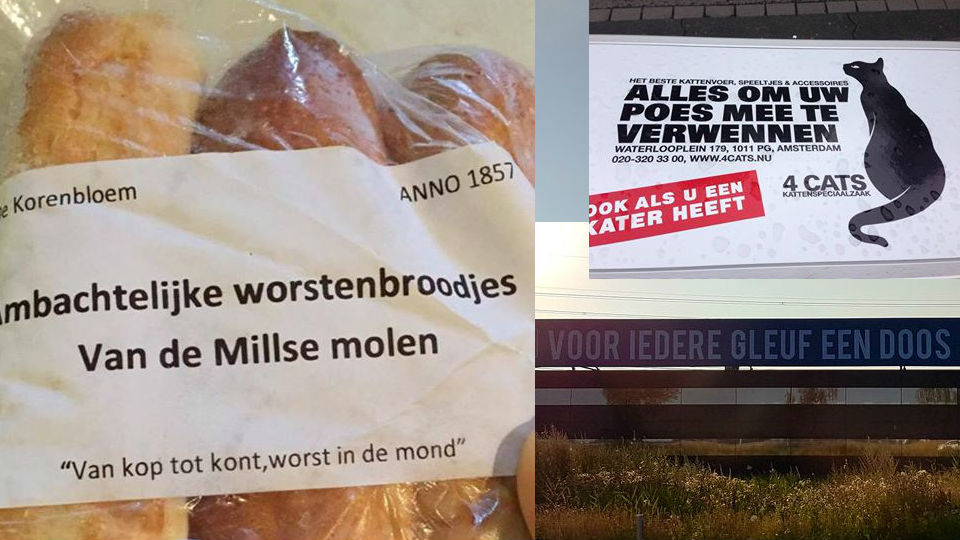 e Korenbloem
ANNO 1857
mbachtelijke worstenbroodjes
Van de Millse molen
“Van kop tot kont,worst in de mond”
HET BESTE KATTENVOER, SPEELTJES & ACCESSOIRES
ALLES OM UW
POES MEE TE
VERWENNEN
WATERLOOPLEIN 179, 1011 PG, AMSTERDAM
020-320 33 00, WWW.4CATS.NU
OOK ALS U EEN
KATER HEEFT
4 CATS
KATTENSPECIAALZAAK
VOOR IEDERE GLEUF EEN DOOS